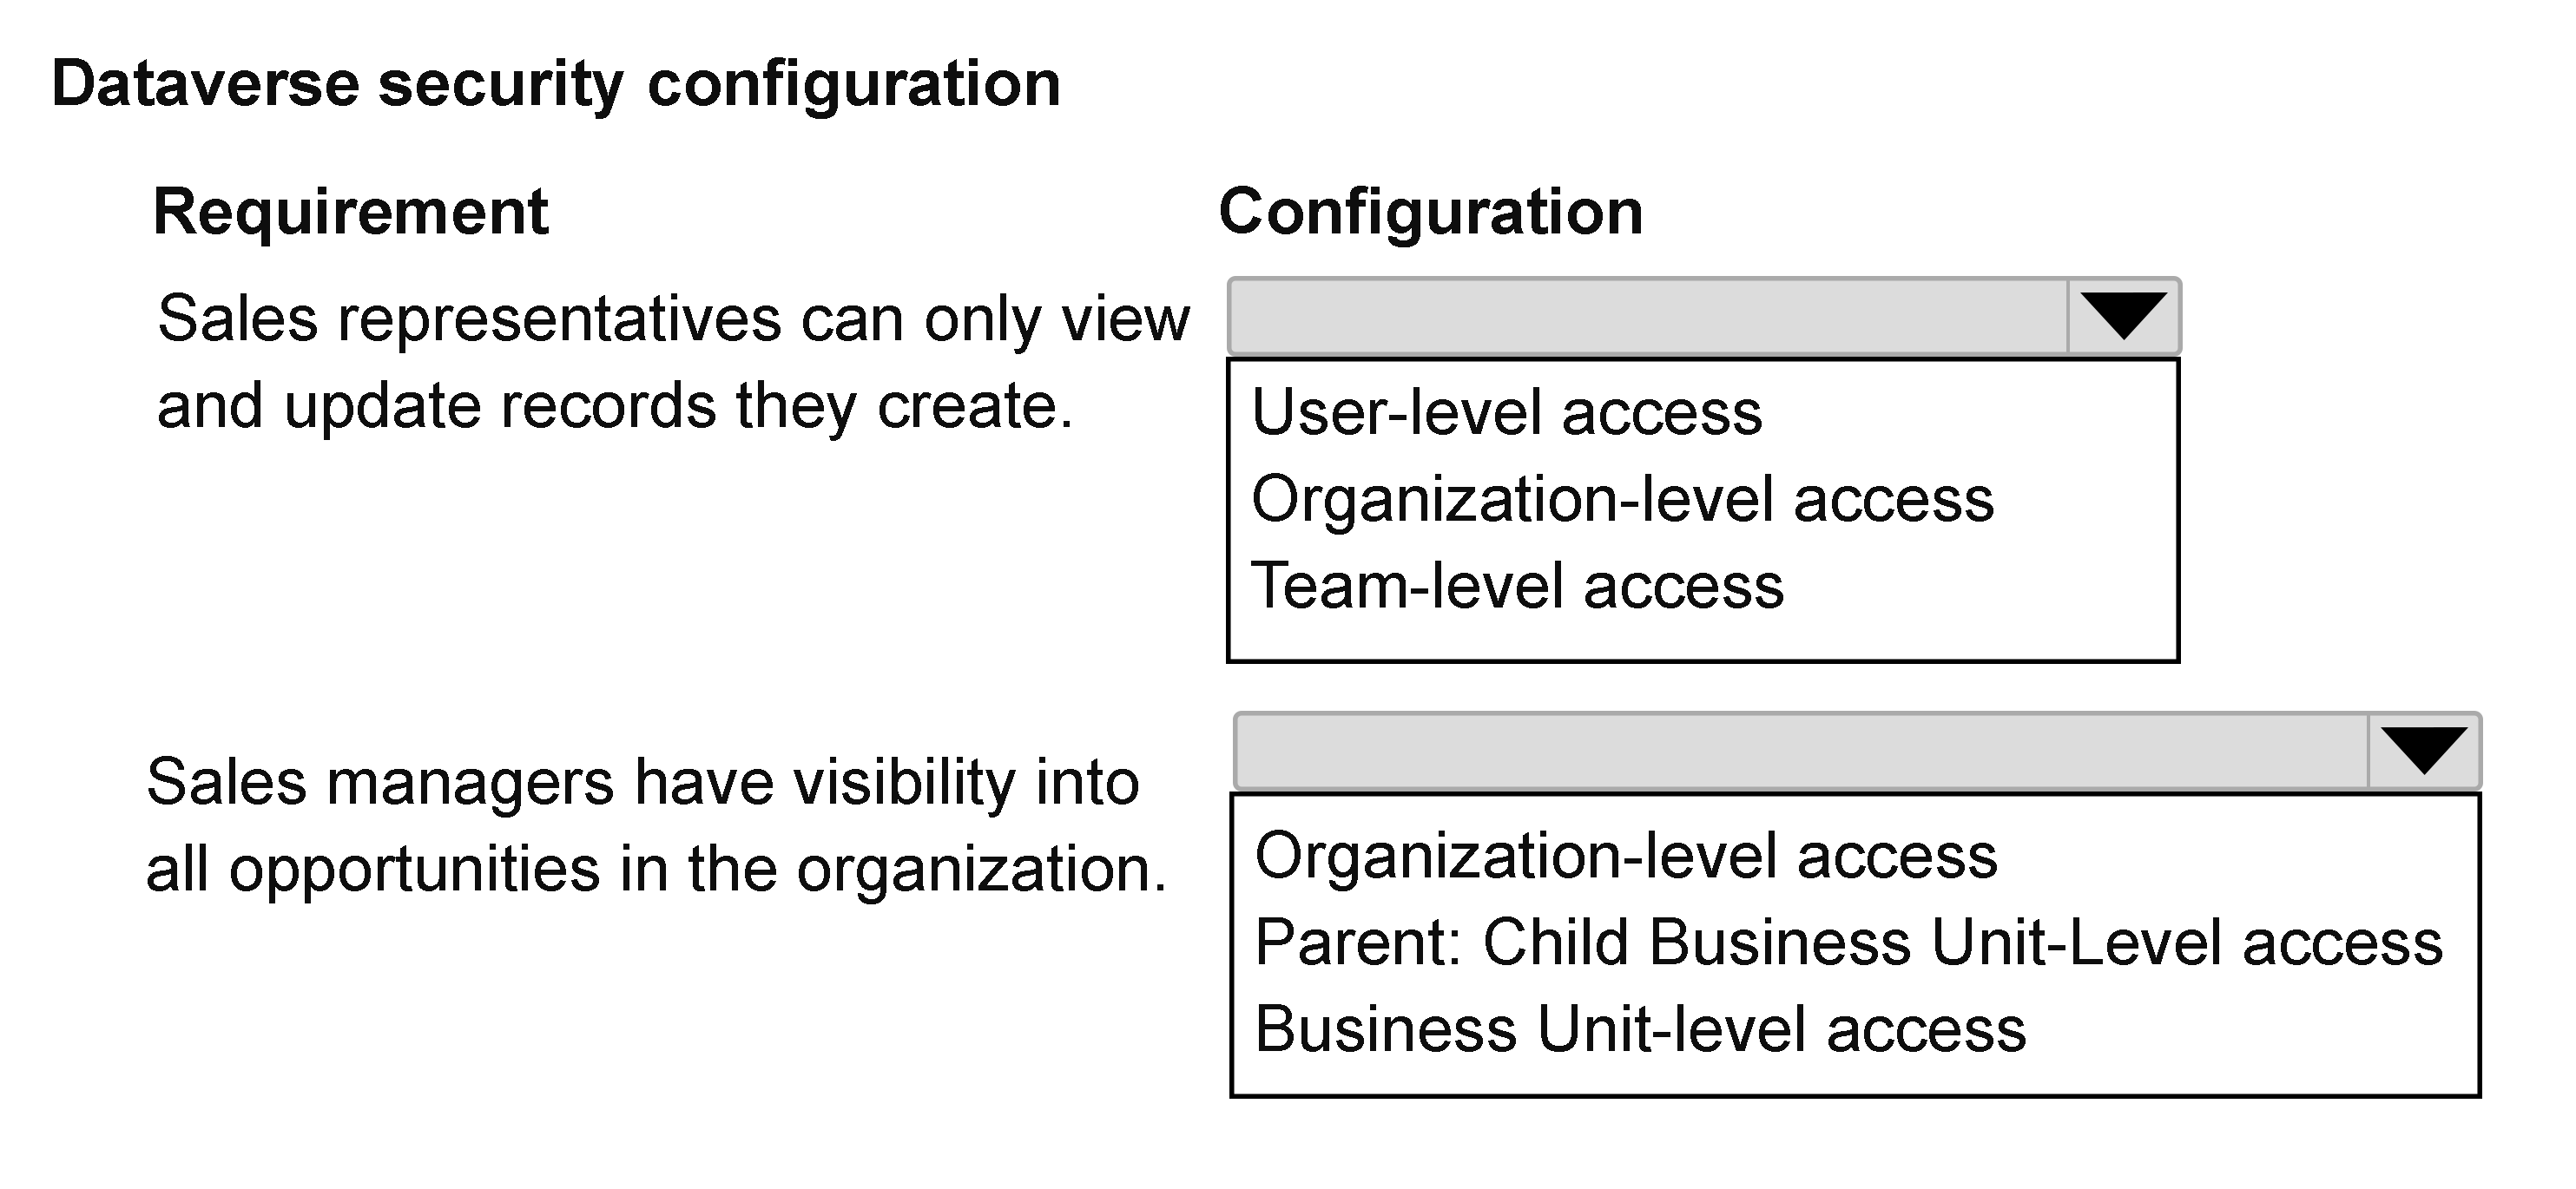 Dataverse security configuration
Requirement
Configuration
Sales representatives can only view
and update records they create.
User-level access
Organization-level access
Team-level access
Sales managers have visibility into
all opportunities in the organization.
Organization-level access
Parent: Child Business Unit-Level access
Business Unit-level access